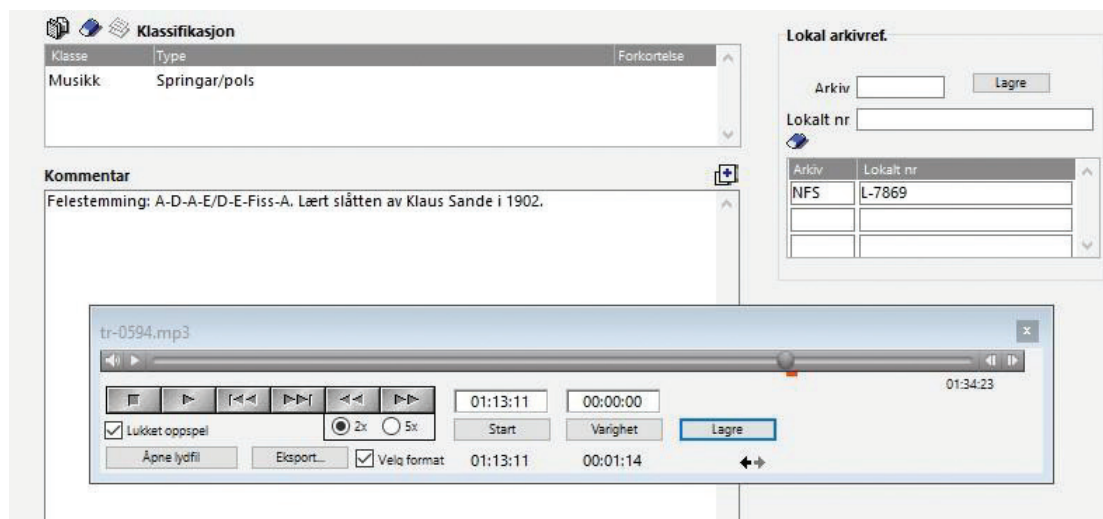 Klassifikasjon
Klasse Type Forkortelse
Musikk Springar/pols
Lokal arkivref.
Arkiv Lagre
Lokalt nr
Arkiv Lokalt nr
NFS L-7869
Kommentar
Felestemming: A-D-A-E/D-E-Fiss-A. Lært slåtten av Klaus Sande i 1902.
tr-0594.mp3
01:34:23
01:13:11 00:00:00
Lukket oppspel 2x 5x Start Varighet Lagre
Åpne lydfil Eksport... Velg format 01:13:11 00:01:14